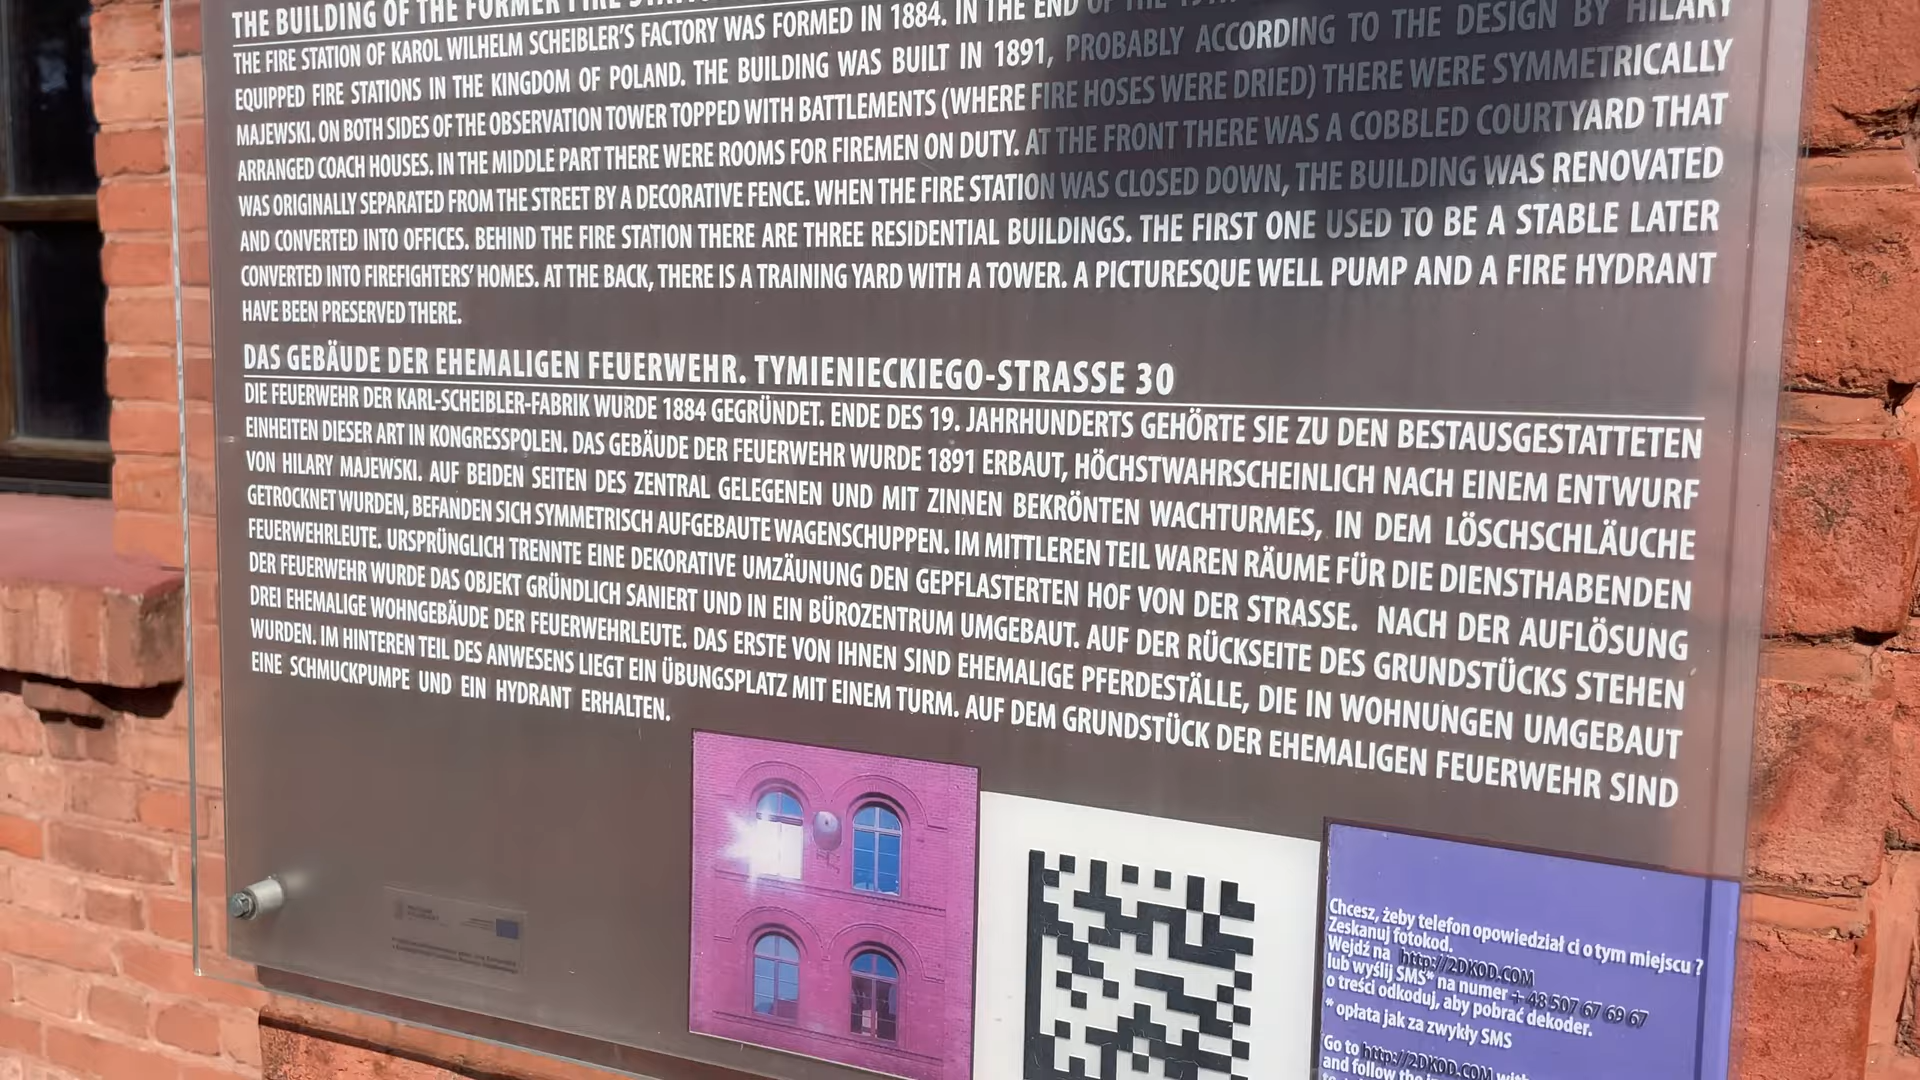 THE BUILDING OF THE FORMER FIRE
THE FIRE STATION OF KAROL WILHELM SCHEIBLER'S FACTORY WAS FORMED IN 1884. IN THE END OF THE
EQUIPPED FIRE STATIONS IN THE KINGDOM OF POLAND. THE BUILDING WAS BUILT IN 1891, PROBABLY ACCORDING TO THE DESIGN BY HILARY
MAJEWSKI. ON BOTH SIDES OF THE OBSERVATION TOWER TOPPED WITH BATTLEMENTS (WHERE FIRE HOSES WERE DRIED) THERE WERE SYMMETRICALLY
ARRANGED COACH HOUSES. IN THE MIDDLE PART THERE WERE ROOMS FOR FIREMEN ON DUTY. AT THE FRONT THERE WAS A COBBLED COURTYARD THAT
WAS ORIGINALLY SEPARATED FROM THE STREET BY A DECORATIVE FENCE. WHEN THE FIRE STATION WAS CLOSED DOWN, THE BUILDING WAS RENOVATED
AND CONVERTED INTO OFFICES. BEHIND THE FIRE STATION THERE ARE THREE RESIDENTIAL BUILDINGS. THE FIRST ONE USED TO BE A STABLE LATER
CONVERTED INTO FIREFIGHTERS' HOMES. AT THE BACK, THERE IS A TRAINING YARD WITH A TOWER. A PICTURESQUE WELL PUMP AND A FIRE HYDRANT
HAVE BEEN PRESERVED THERE.
DAS GEBÄUDE DER EHEMALIGEN FEUERWEHR. TYMIENIECKIEGO-STRASSE 30
DIE FEUERWEHR DER KARL-SCHEIBLER-FABRIK WURDE 1884 GEGRÜNDET. ENDE DES 19. JAHRHUNDERTS GEHÖRTE SIE ZU DEN BESTAUSGESTATTETEN
EINHEITEN DIESER ART IN KONGRESSPOLEN. DAS GEBÄUDE DER FEUERWEHR WURDE 1891 ERBAUT, HÖCHSTWAHRSCHEINLICH NACH EINEM ENTWURF
VON HILARY MAJEWSKI. AUF BEIDEN SEITEN DES ZENTRAL GELEGENEN UND MIT ZINNEN BEKRÖNTEN WACHTURMES, IN DEM LÖSCHSCHLÄUCHE
GETROCKNET WURDEN, BEFANDEN SICH SYMMETRISCH AUFGEBAUTE WAGENSCHUPPEN. IM MITTLEREN TEIL WAREN RÄUME FÜR DIE DIENSTHABENDEN
FEUERWEHRLEUTE. URSPRÜNGLICH TRENNTE EINE DEKORATIVE UMZÄUNUNG DEN GEPFLASTERTEN HOF VON DER STRASSE. NACH DER AUFLÖSUNG
DER FEUERWEHR WURDE DAS OBJEKT GRÜNDLICH SANIERT UND IN EIN BÜROZENTRUM UMGEBAUT. AUF DER RÜCKSEITE DES GRUNDSTÜCKS STEHEN
DREI EHEMALIGE WOHNGEBÄUDE DER FEUERWEHRLEUTE. DAS ERSTE VON IHNEN SIND EHEMALIGE PFERDESTÄLLE, DIE IN WOHNUNGEN UMGEBAUT
WURDEN. IM HINTEREN TEIL DES ANWESENS LIEGT EIN ÜBUNGSPLATZ MIT EINEM TURM. AUF DEM GRUNDSTÜCK DER EHEMALIGEN FEUERWEHR SIND
EINE SCHMUCKPUMPE UND EIN HYDRANT ERHALTEN.
Chcesz, żeby telefon opowiedział ci o tym miejscu ?
Zeskanuj fotokod.
Wejdź na http://2DKOD.COM
lub wyślij SMS* na numer + 48 507 67 69 67
o treści odkoduj, aby pobrać dekoder.
* opłata jak za zwykły SMS
Go to http://2DKOD.COM
and follow the